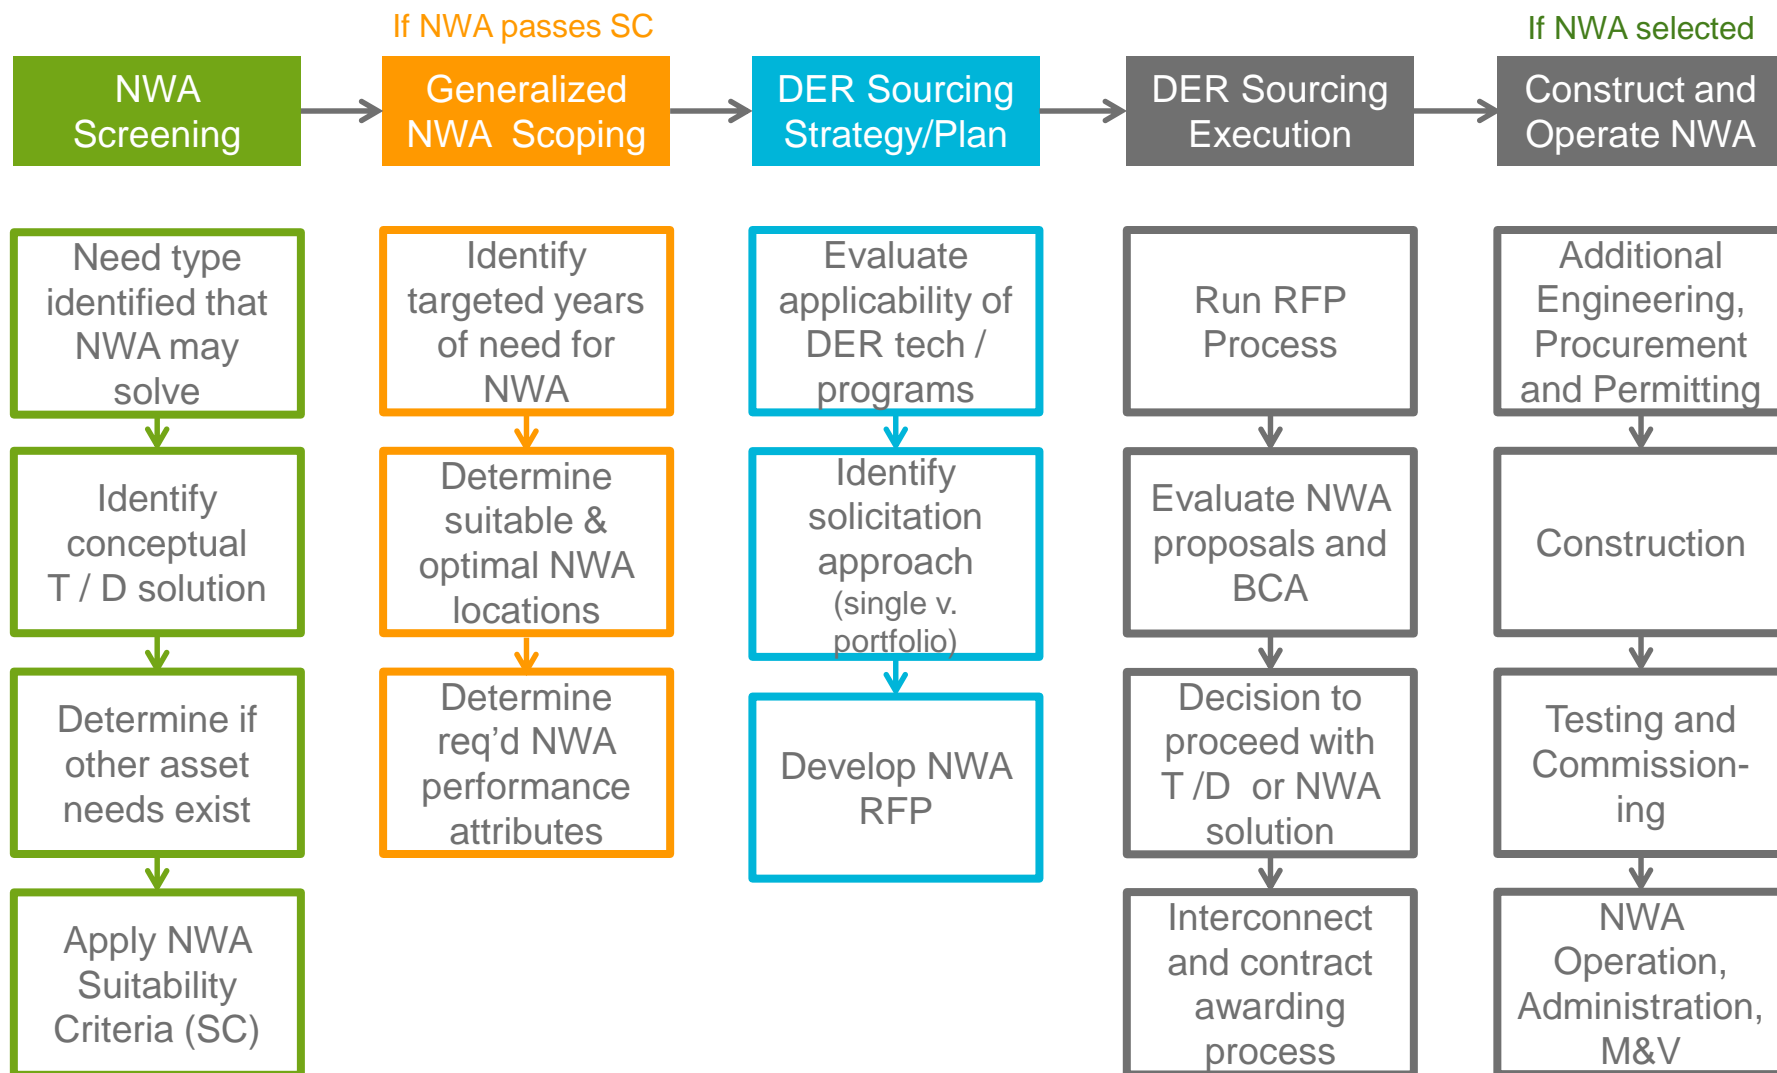 If NWA passes SC
If NWA selected
NWA
Screening
Generalized
NWA Scoping
DER Sourcing
Strategy/Plan
DER Sourcing
Execution
Construct and
Operate NWA
Need type
identified that
NWA may
solve
Identify
conceptual
T / D solution
Determine if
other asset
needs exist
Apply NWA
Suitability
Criteria (SC)
Identify
targeted years
of need for
NWA
Determine
suitable &
optimal NWA
locations
Determine
req’d NWA
performance
attributes
Evaluate
applicability of
DER tech /
programs
Identify
solicitation
approach
(single v.
portfolio)
Develop NWA
RFP
Run RFP
Process
Evaluate NWA
proposals and
BCA
Decision to
proceed with
T /D or NWA
solution
Interconnect
and contract
awarding
process
Additional
Engineering,
Procurement
and Permitting
Construction
Testing and
Commission-
ing
NWA
Operation,
Administration,
M&V